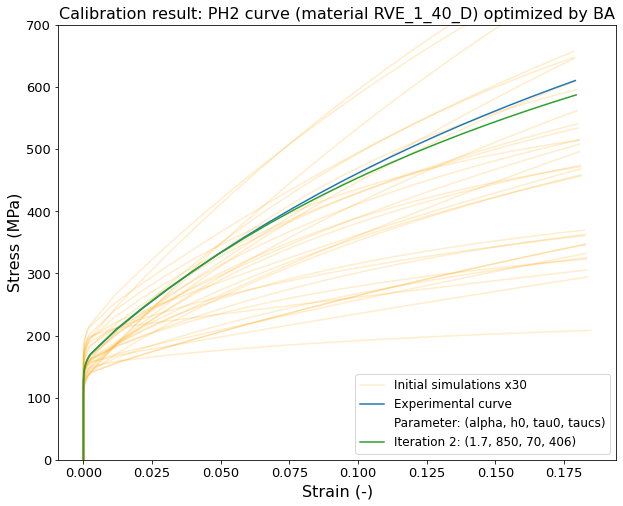 Calibration result: PH2 curve (material RVE_1_40_D) optimized by BA
700
600
500
400
300
200
100
0
Stress (MPa)
0.000
0.025
0.050
0.075
0.100
0.125
0.150
0.175
Strain (-)
Initial simulations x30
Experimental curve
Parameter: (alpha, h0, tau0, taucs)
Iteration 2: (1.7, 850, 70, 406)